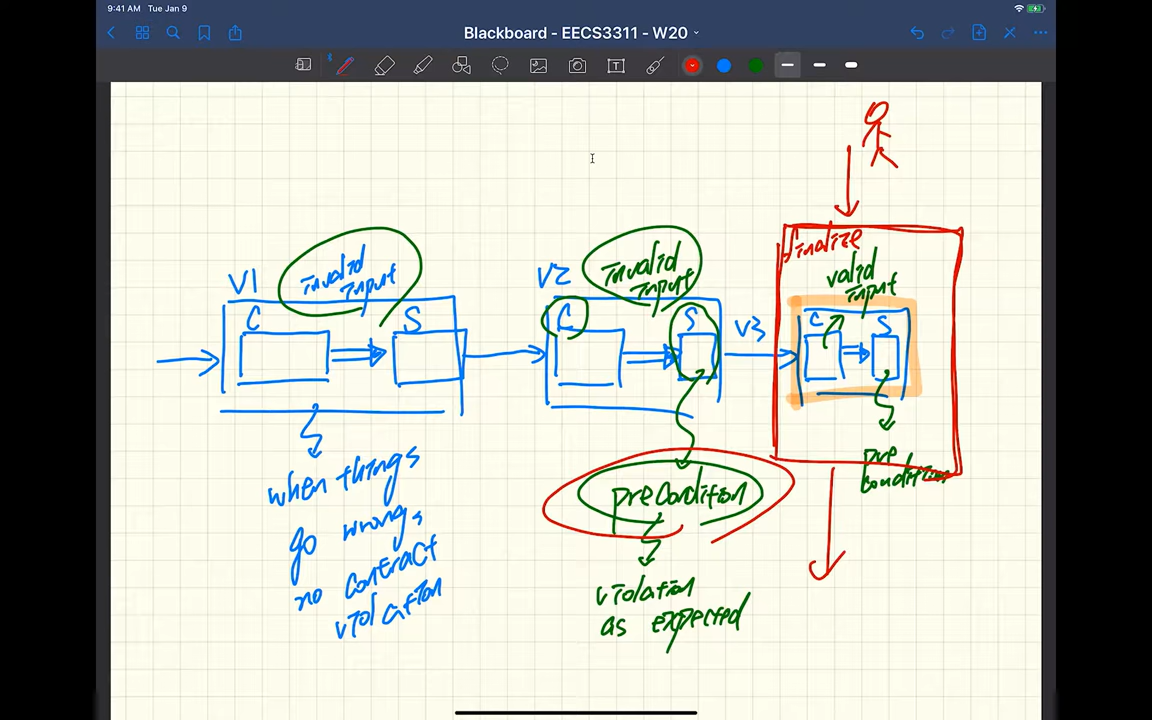 9:41 AM Tue Jan 9
Blackboard - EECS3311 - W20
finalize
valid
input
V1
invalid
input
C
S
V2
invalid
input
C
S
V3
C
S
when things
go wrong,
no contract
violation
precondition
violation
as expected
pre
condition